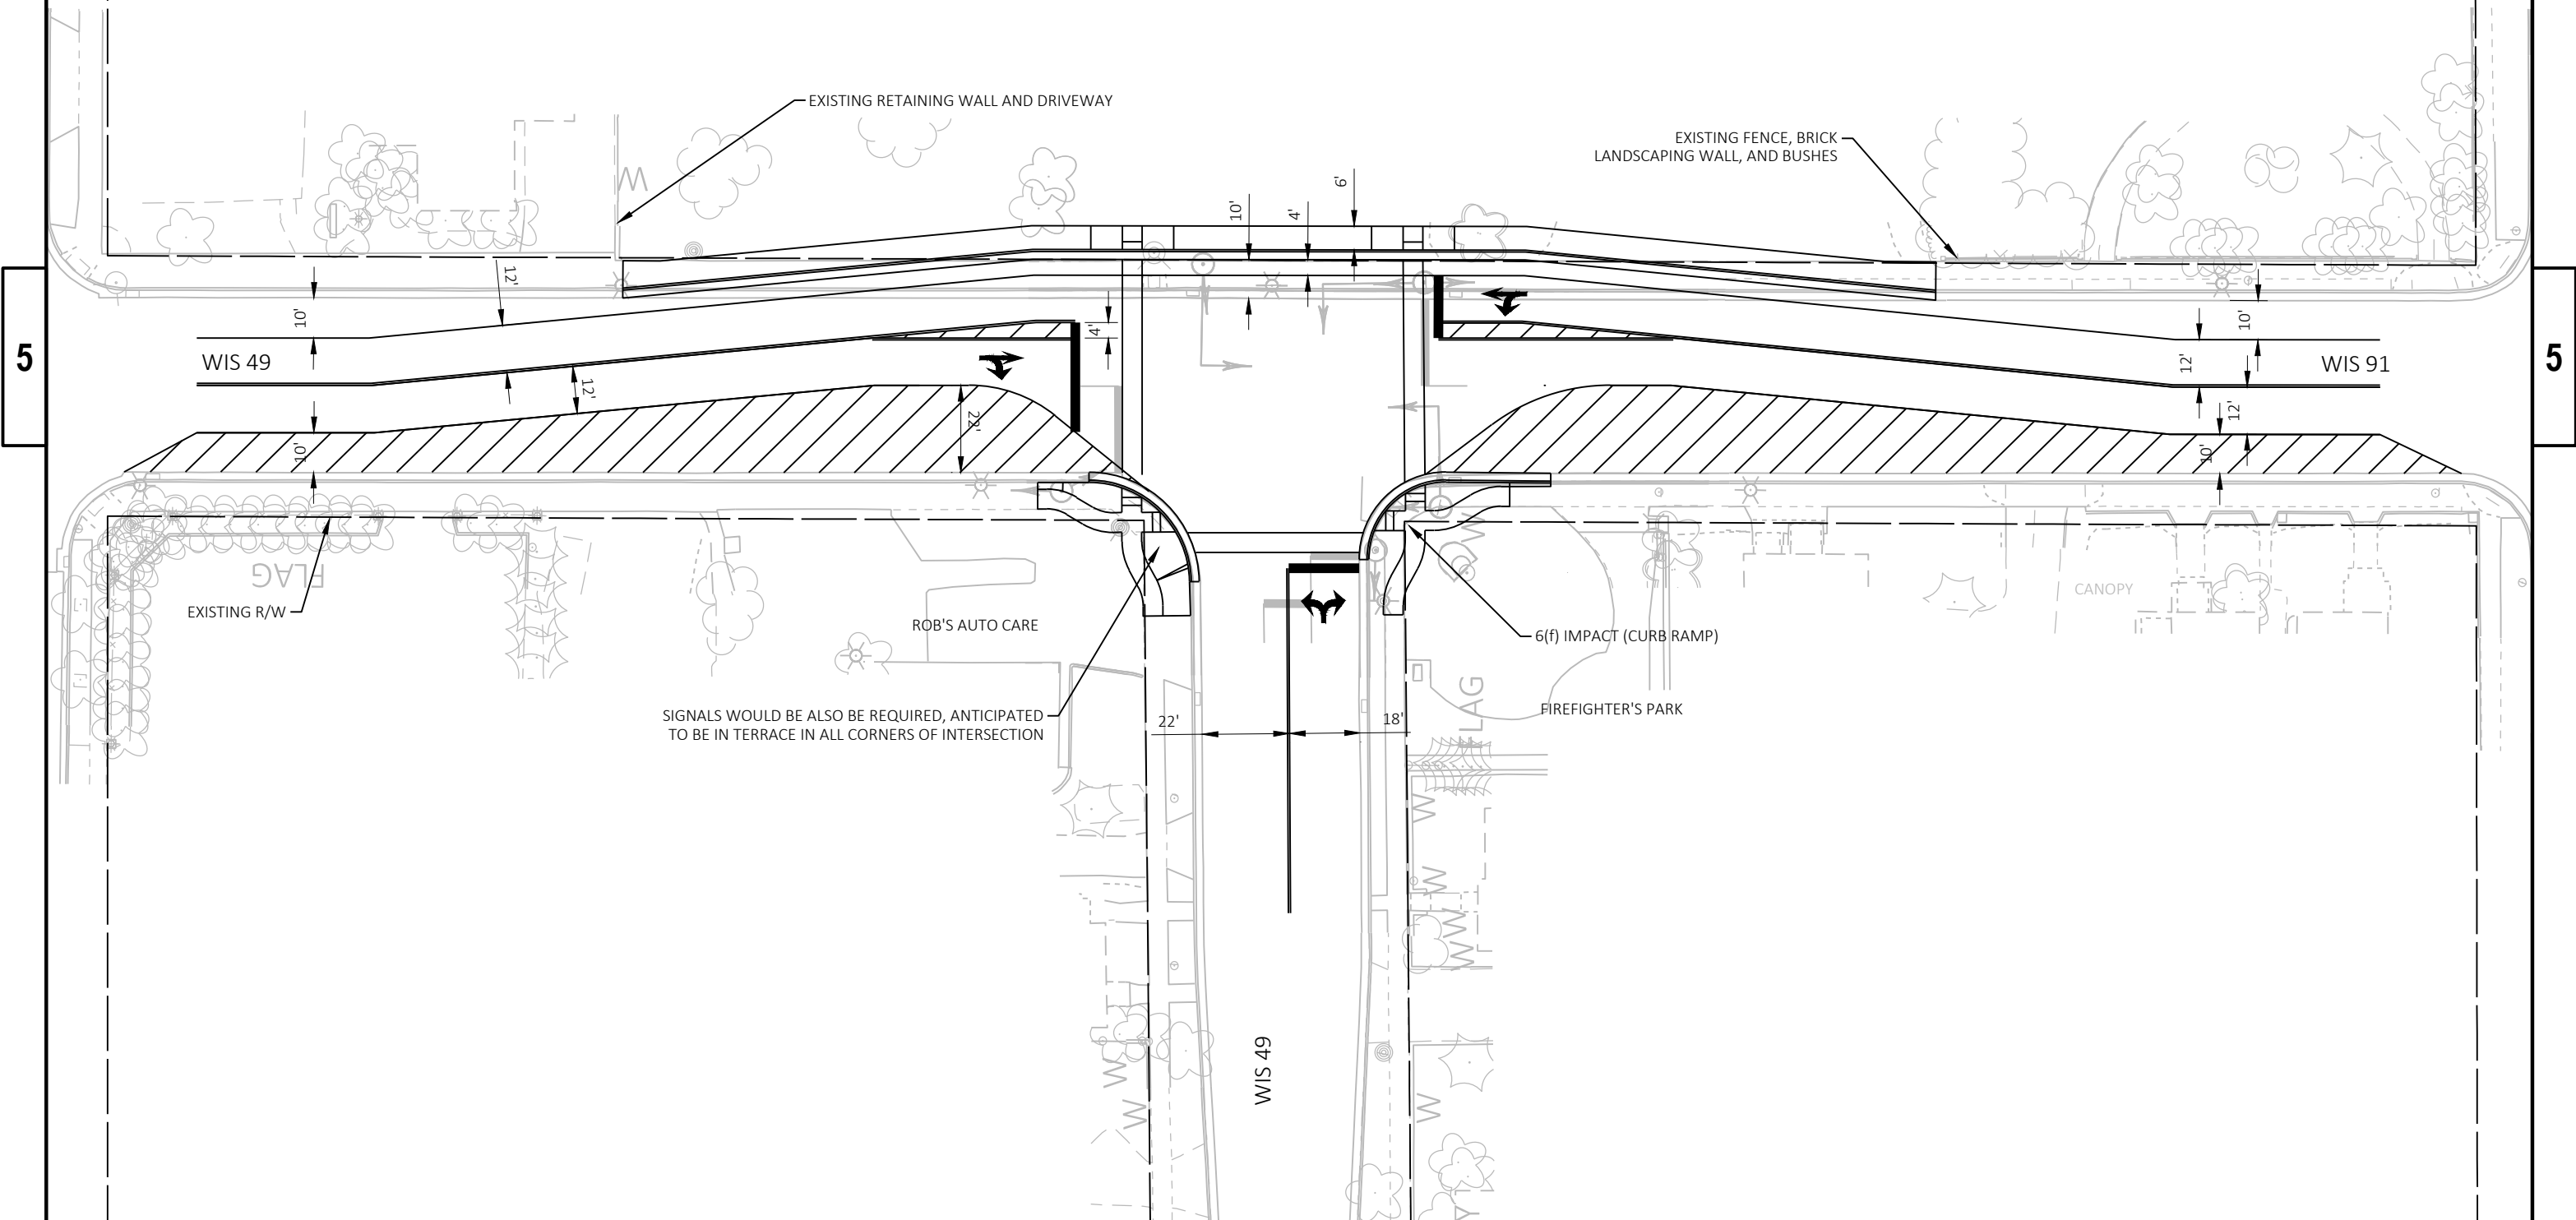 EXISTING RETAINING WALL AND DRIVEWAY
EXISTING FENCE, BRICK
LANDSCAPING WALL, AND BUSHES
W
6'
10'
4'
12'
10'
4'
10'
12'
5
WIS 49
12'
22'
10'
WIS 91
12'
10'
5
FLAG
EXISTING R/W
W
CANOPY
ROB'S AUTO CARE
6(f) IMPACT (CURB RAMP)
SIGNALS WOULD BE ALSO BE REQUIRED, ANTICIPATED
TO BE IN TERRACE IN ALL CORNERS OF INTERSECTION
22'
18'
FLAG
FIREFIGHTER'S PARK
W
W
W
W
WIS 49
W
W
W
Y